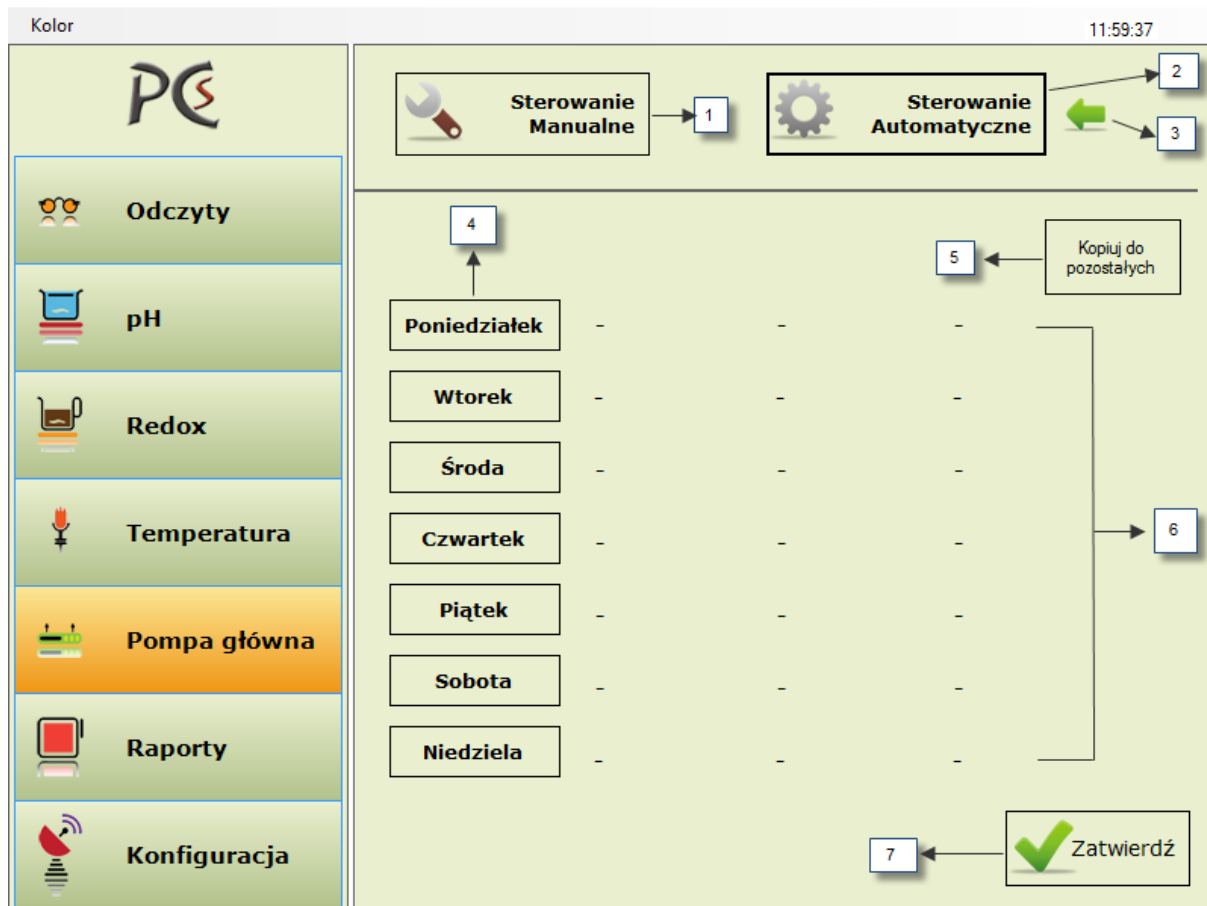 Kolor
11:59:37
PCs
Odczyty
pH
Redox
Temperatura
Pompa główna
Raporty
Konfiguracja
Sterowanie
Manualne
1
Sterowanie
Automatyczne
2
3
4
5
Kopiuj do
pozostałych
Poniedziałek - - -
Wtorek - - -
Środa - - -
Czwartek - - -
Piątek - - -
Sobota - - -
Niedziela - - -
6
7
Zatwierdź